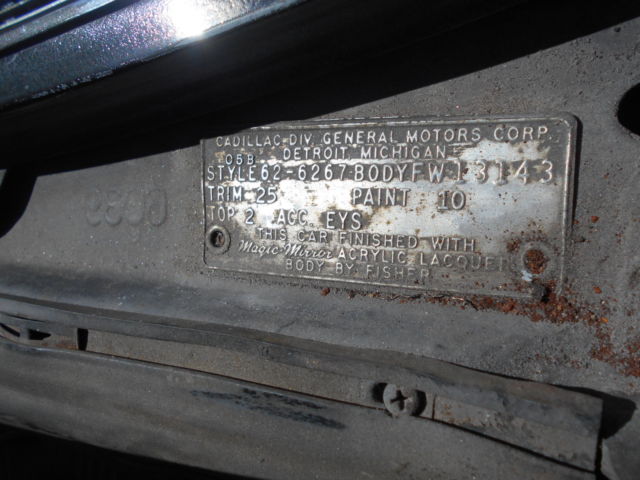 CADILLAC DIV. GENERAL MOTORS CORP.
05B DETROIT MICHIGAN
STYLE 62-6267 BODY FW 13143
TRIM 25 PAINT 10
TOP 2 ACC. EYS
THIS CAR FINISHED WITH
Magic-Mirror ACRYLIC LACQUER
BODY BY FISHER